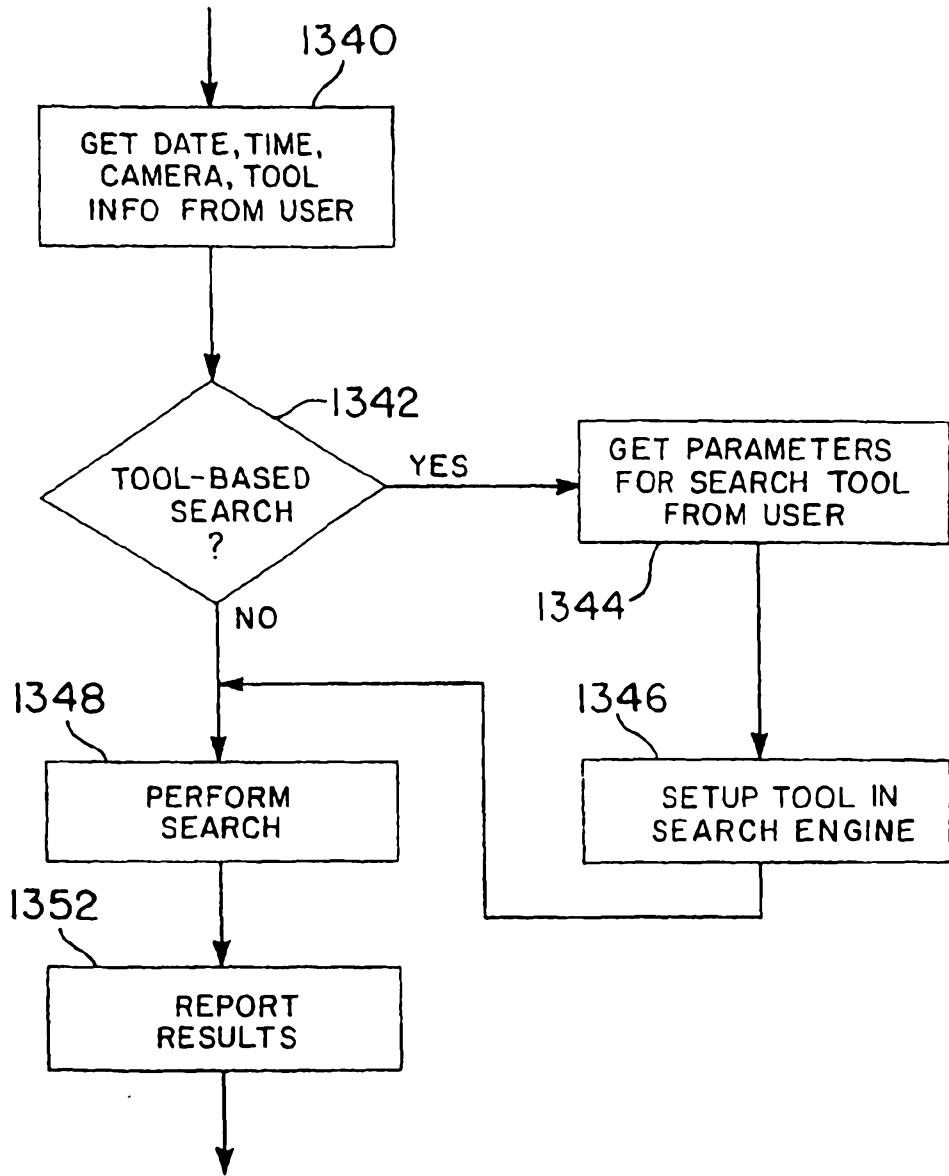 1340
GET DATE, TIME,
CAMERA, TOOL
INFO FROM USER
1342
TOOL-BASED
SEARCH
?
YES
GET PARAMETERS
FOR SEARCH TOOL
FROM USER
1344
NO
1346
SETUP TOOL IN
SEARCH ENGINE
1348
PERFORM
SEARCH
1352
REPORT
RESULTS